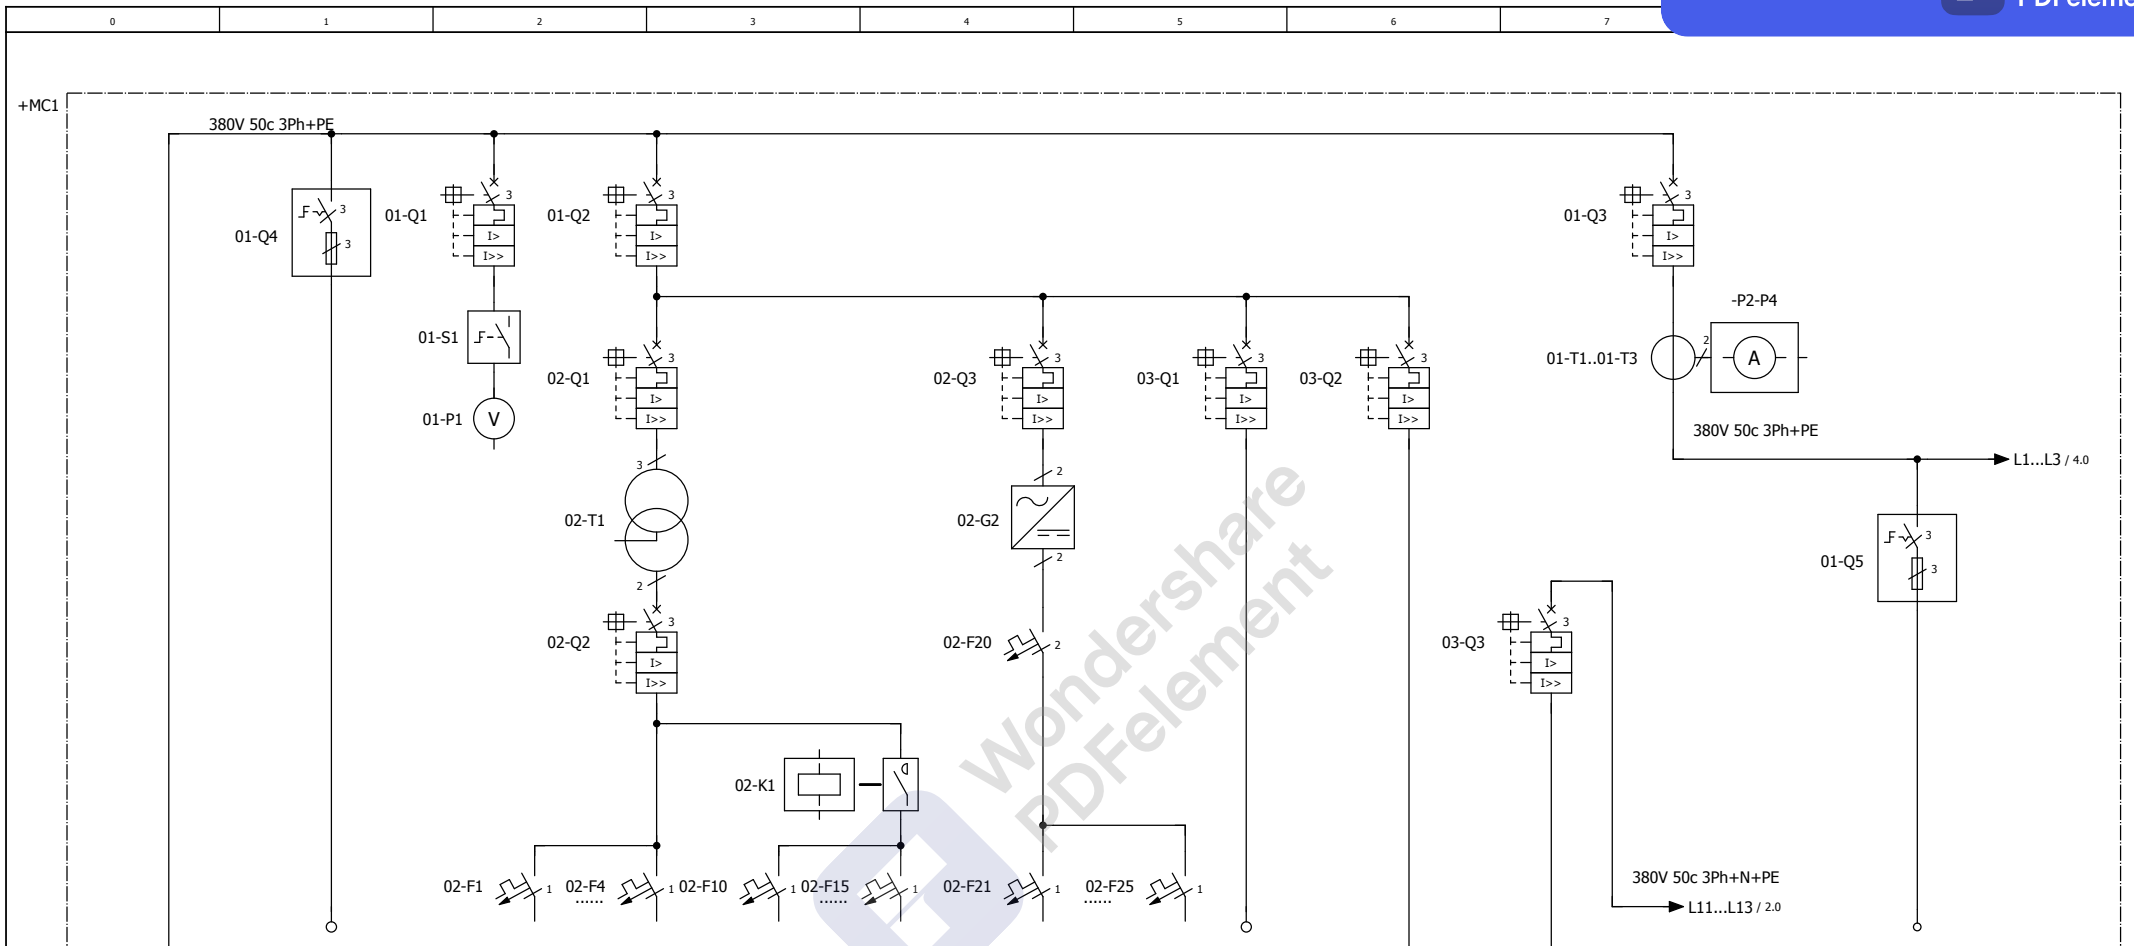 PDFeleme
0 1 2 3 4 5 6 7
+MC1
380V 50c 3Ph+PE
01-Q4 3 3
01-Q1 3 I> I>>
01-Q2 3 I> I>>
01-Q3 3 I> I>>
01-S1
01-P1 V
02-Q1 3 I> I>>
02-Q3 3 I> I>>
03-Q1 3 I> I>>
03-Q2 3 I> I>>
-P2-P4
01-T1..01-T3 2 A
380V 50c 3Ph+PE
L1...L3 / 4.0
3
02-T1
2
2
02-G2
2
01-Q5 3 3
02-Q2 3 I> I>>
02-F20 2
03-Q3 3 I> I>>
02-K1
02-F1 1
02-F4 1
......
02-F10 1
02-F15 1
......
02-F21 1
02-F25 1
......
380V 50c 3Ph+N+PE
L11...L13 / 2.0
Wondershare
PDFelement